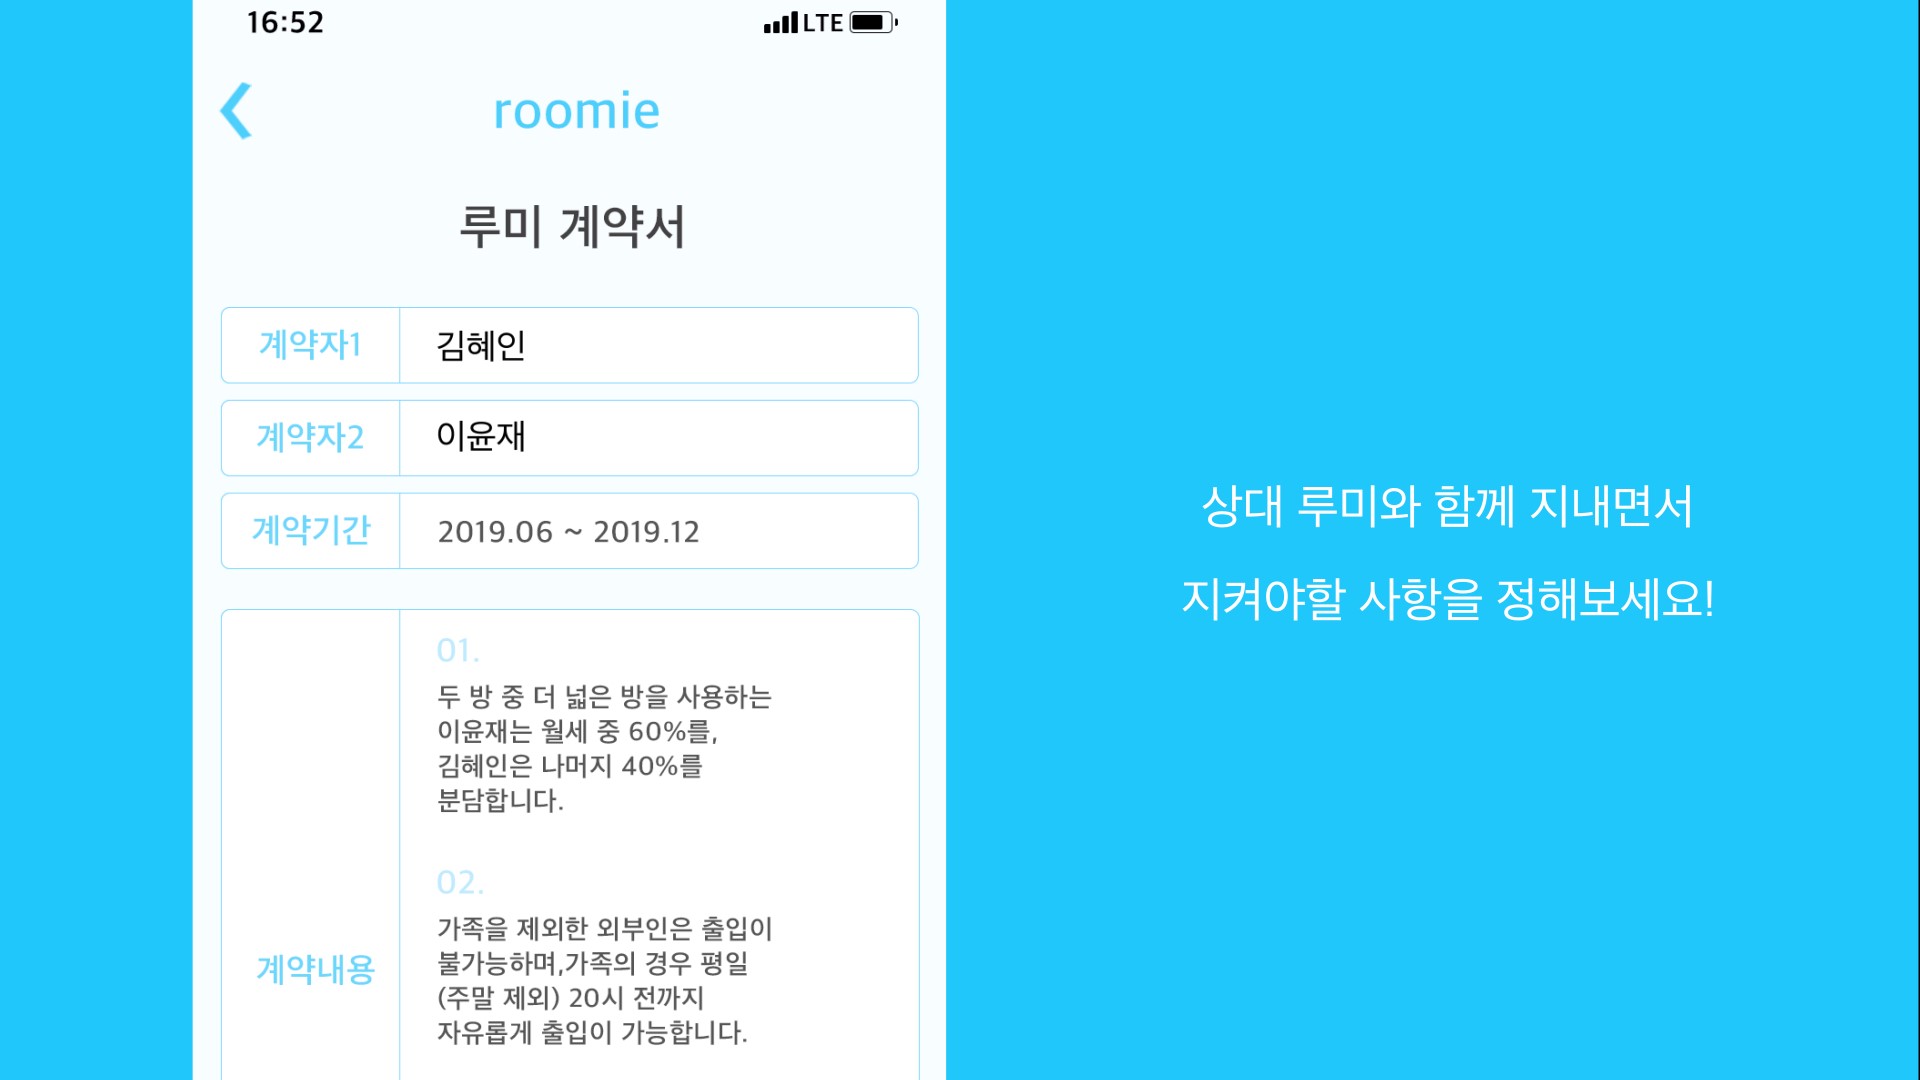 16:52
LTE
roomie
루미 계약서
계약자1
김혜인
계약자2
이윤재
계약기간
2019.06 ~ 2019.12
계약내용
01.
두 방 중 더 넓은 방을 사용하는
이윤재는 월세 중 60%를,
김혜인은 나머지 40%를
분담합니다.
02.
가족을 제외한 외부인은 출입이
불가능하며,가족의 경우 평일
(주말 제외) 20시 전까지
자유롭게 출입이 가능합니다.
상대 루미와 함께 지내면서
지켜야할 사항을 정해보세요!